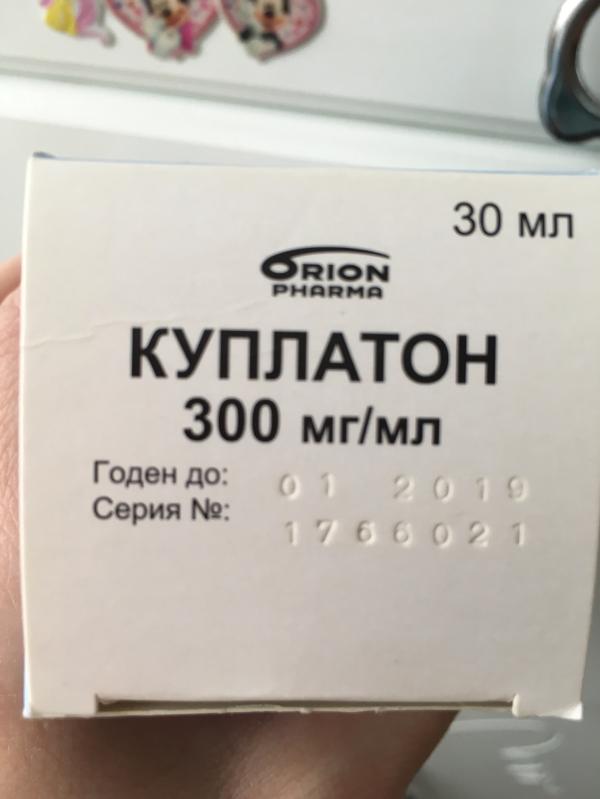 30 мл
ORION
PHARMA
КУПЛАТОН
300 мг/мл
Годен до: 01 2019
Серия №: 1766021